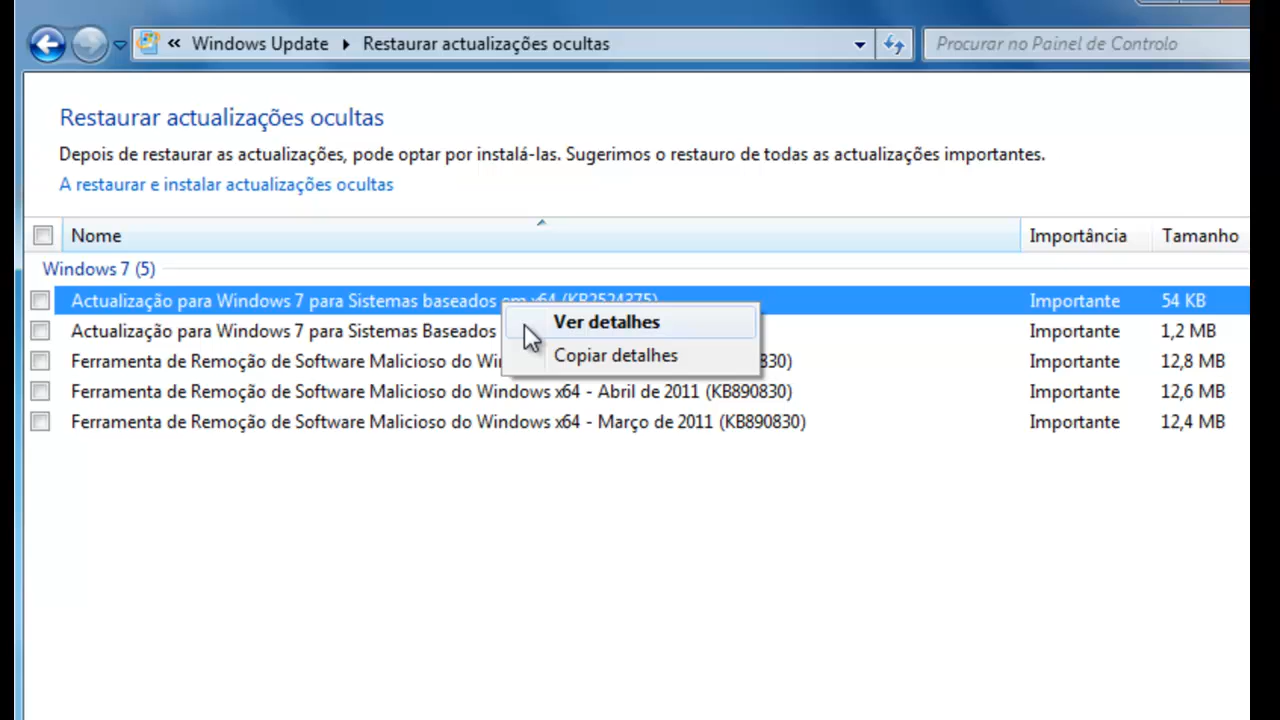 « Windows Update ▸ Restaurar actualizações ocultas
Procurar no Painel de Controlo
Restaurar actualizações ocultas
Depois de restaurar as actualizações, pode optar por instalá-las. Sugerimos o restauro de todas as actualizações importantes.
A restaurar e instalar actualizações ocultas
Nome Importância Tamanho
Windows 7 (5)
Actualização para Windows 7 para Sistemas baseados em x64 (KB2524375) Importante 54 KB
Ver detalhes
Actualização para Windows 7 para Sistemas Baseados Importante 1,2 MB
Copiar detalhes
Ferramenta de Remoção de Software Malicioso do 830) Importante 12,8 MB
Ferramenta de Remoção de Software Malicioso do Windows x64 - Abril de 2011 (KB890830) Importante 12,6 MB
Ferramenta de Remoção de Software Malicioso do Windows x64 - Março de 2011 (KB890830) Importante 12,4 MB